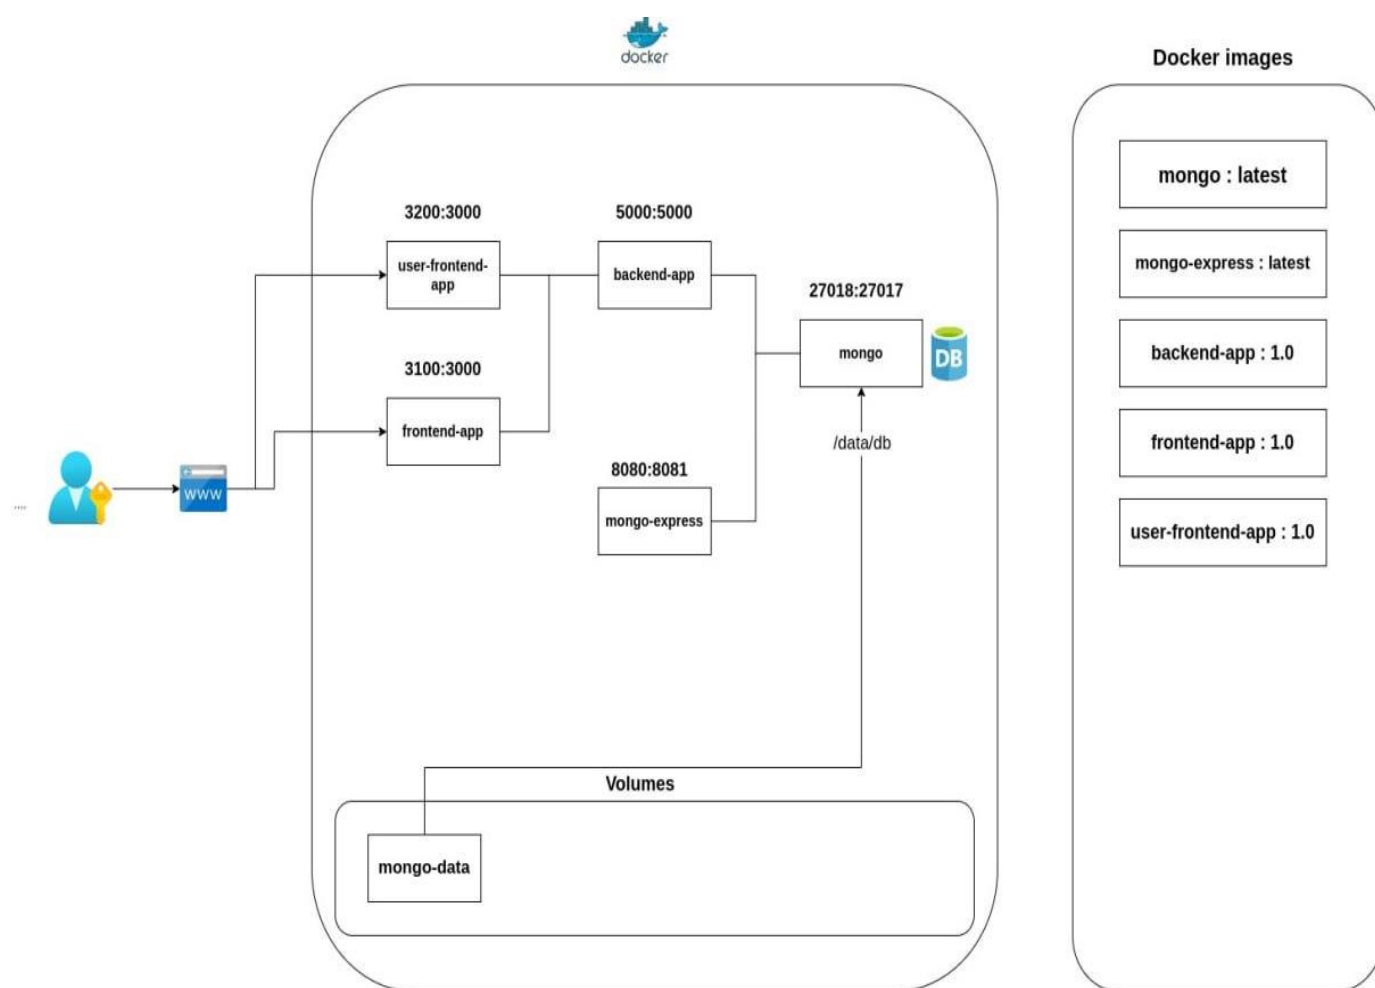 docker
Docker images
3200:3000
user-frontend-
app
5000:5000
backend-app
27018:27017
mongo
DB
3100:3000
frontend-app
/data/db
8080:8081
mongo-express
WWW
....
Volumes
mongo-data
mongo : latest
mongo-express : latest
backend-app : 1.0
frontend-app : 1.0
user-frontend-app : 1.0